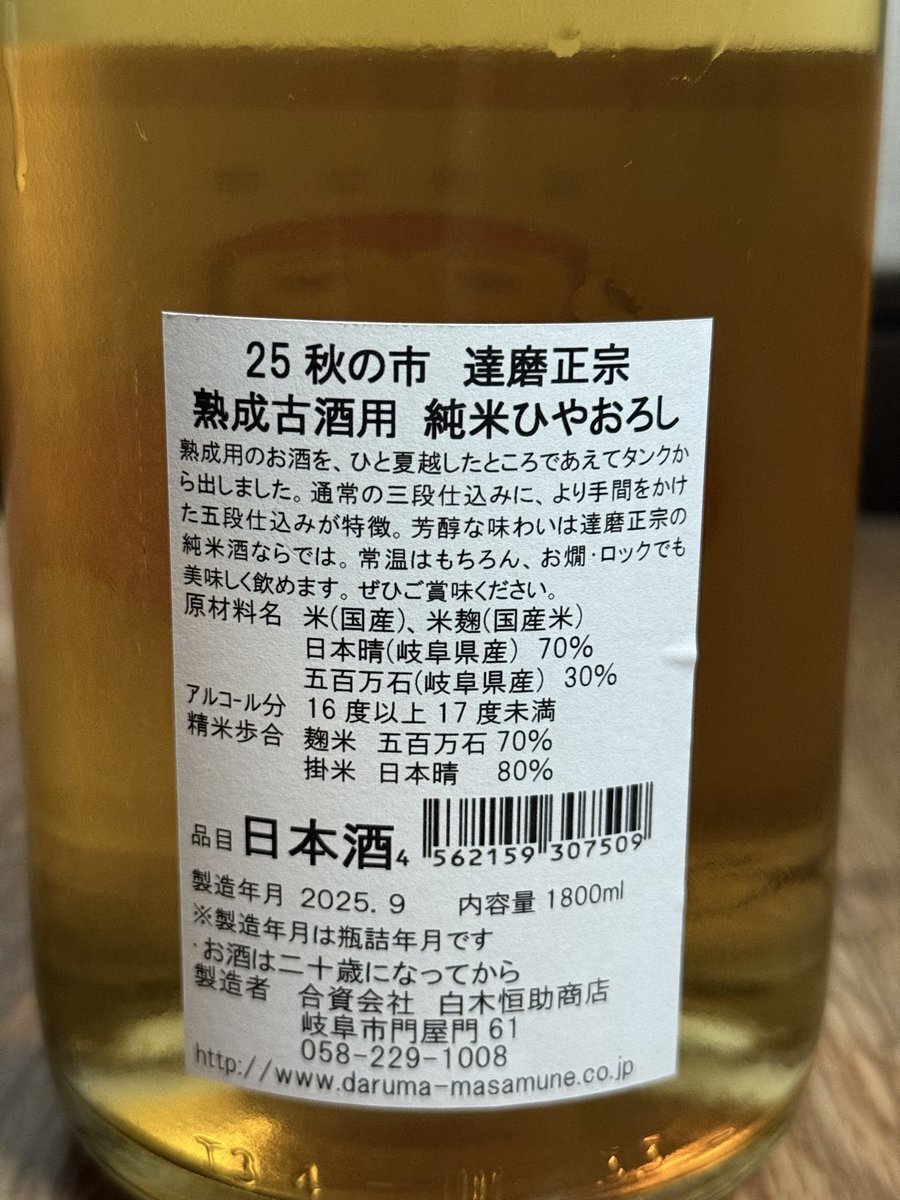 25 秋の市 達磨正宗
熟成古酒用 純米ひやおろし
熟成用のお酒を、ひと夏越したところであえてタンクか
ら出しました。通常の三段仕込みに、より手間をかけ
た五段仕込みが特徴。芳醇な味わいは達磨正宗の
純米酒ならでは。常温はもちろん、お燗・ロックでも
美味しく飲めます。ぜひご賞味ください。
原材料名 米(国産)、米麹(国産米)
日本晴(岐阜県産) 70%
五百万石(岐阜県産) 30%
アルコール分 16度以上17度未満
精米歩合 麹米 五百万石 70%
掛米 日本晴 80%
品目 日本酒
4 562159 307509
製造年月 2025. 9 内容量 1800ml
※製造年月は瓶詰年月です
・お酒は二十歳になってから
製造者 合資会社 白木恒助商店
岐阜市門屋門61
058-229-1008
http://www.daruma-masamune.co.jp